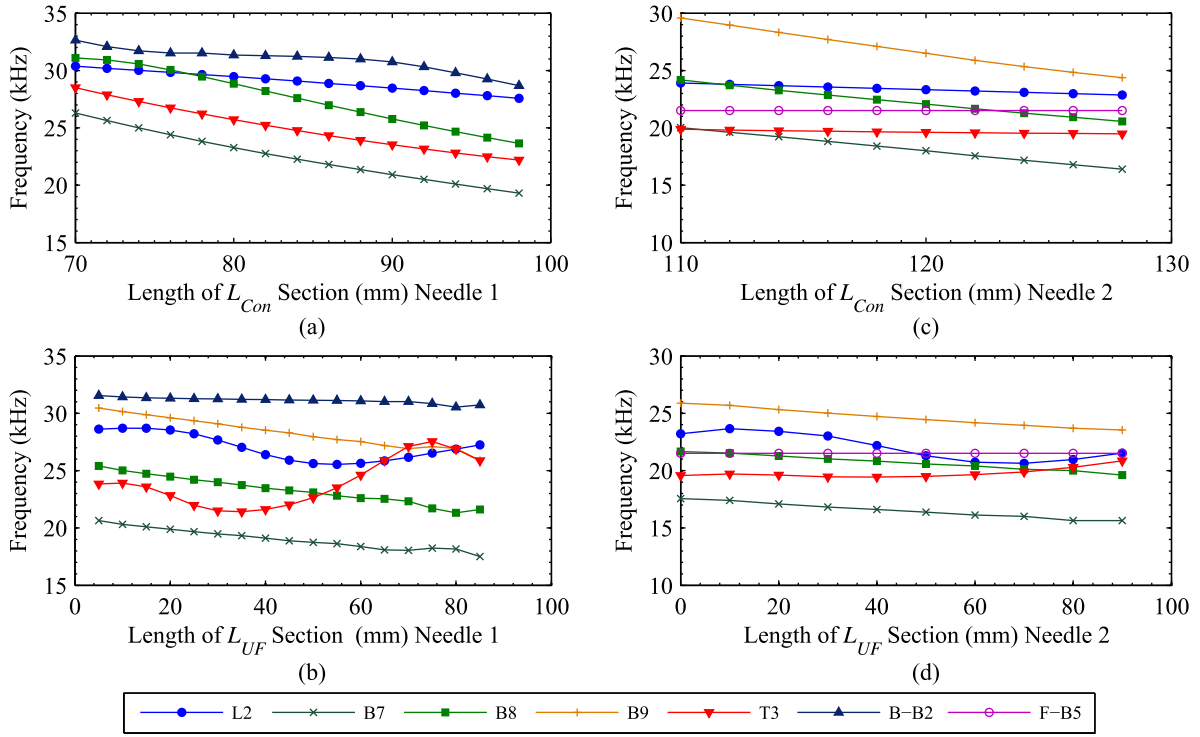 35
30
25
20
15
Frequency (kHz)
70 80 90 100
Length of L_Con Section (mm) Needle 1
(a)
30
25
20
15
10
Frequency (kHz)
110 120 130
Length of L_Con Section (mm) Needle 2
(c)
35
30
25
20
15
Frequency (kHz)
0 20 40 60 80 100
Length of L_UF Section (mm) Needle 1
(b)
30
25
20
15
10
Frequency (kHz)
0 20 40 60 80 100
Length of L_UF Section (mm) Needle 2
(d)
L2 B7 B8 B9 T3 B−B2 F−B5